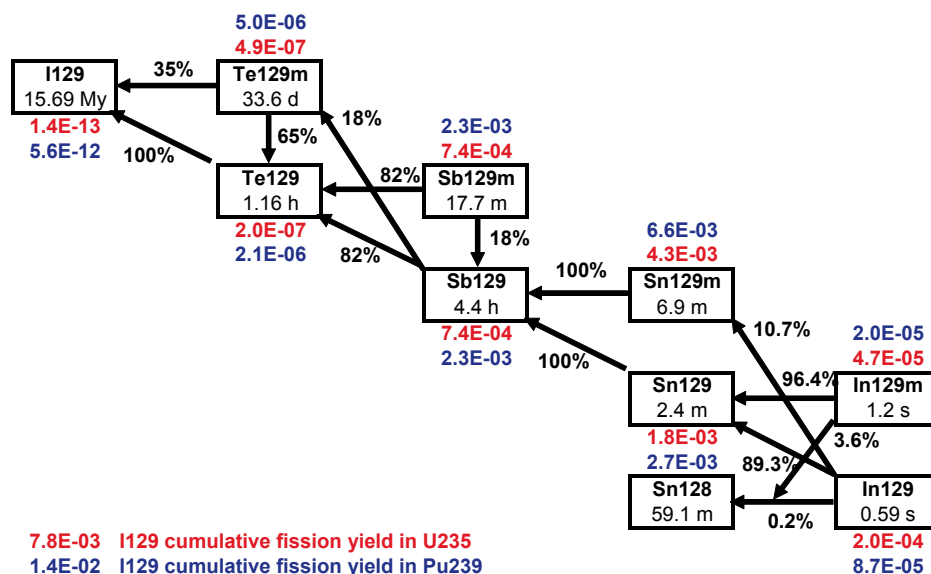 5.0E-06
4.9E-07
I129
15.69 My
35%
Te129m
33.6 d
1.4E-13
5.6E-12
100%
65%
18%
2.3E-03
7.4E-04
Te129
1.16 h
82%
Sb129m
17.7 m
2.0E-07
2.1E-06
82%
18%
6.6E-03
4.3E-03
Sb129
4.4 h
100%
Sn129m
6.9 m
7.4E-04
2.3E-03
100%
10.7%
2.0E-05
4.7E-05
Sn129
2.4 m
96.4%
In129m
1.2 s
1.8E-03
2.7E-03
89.3%
3.6%
Sn128
59.1 m
0.2%
In129
0.59 s
2.0E-04
8.7E-05
7.8E-03 I129 cumulative fission yield in U235
1.4E-02 I129 cumulative fission yield in Pu239